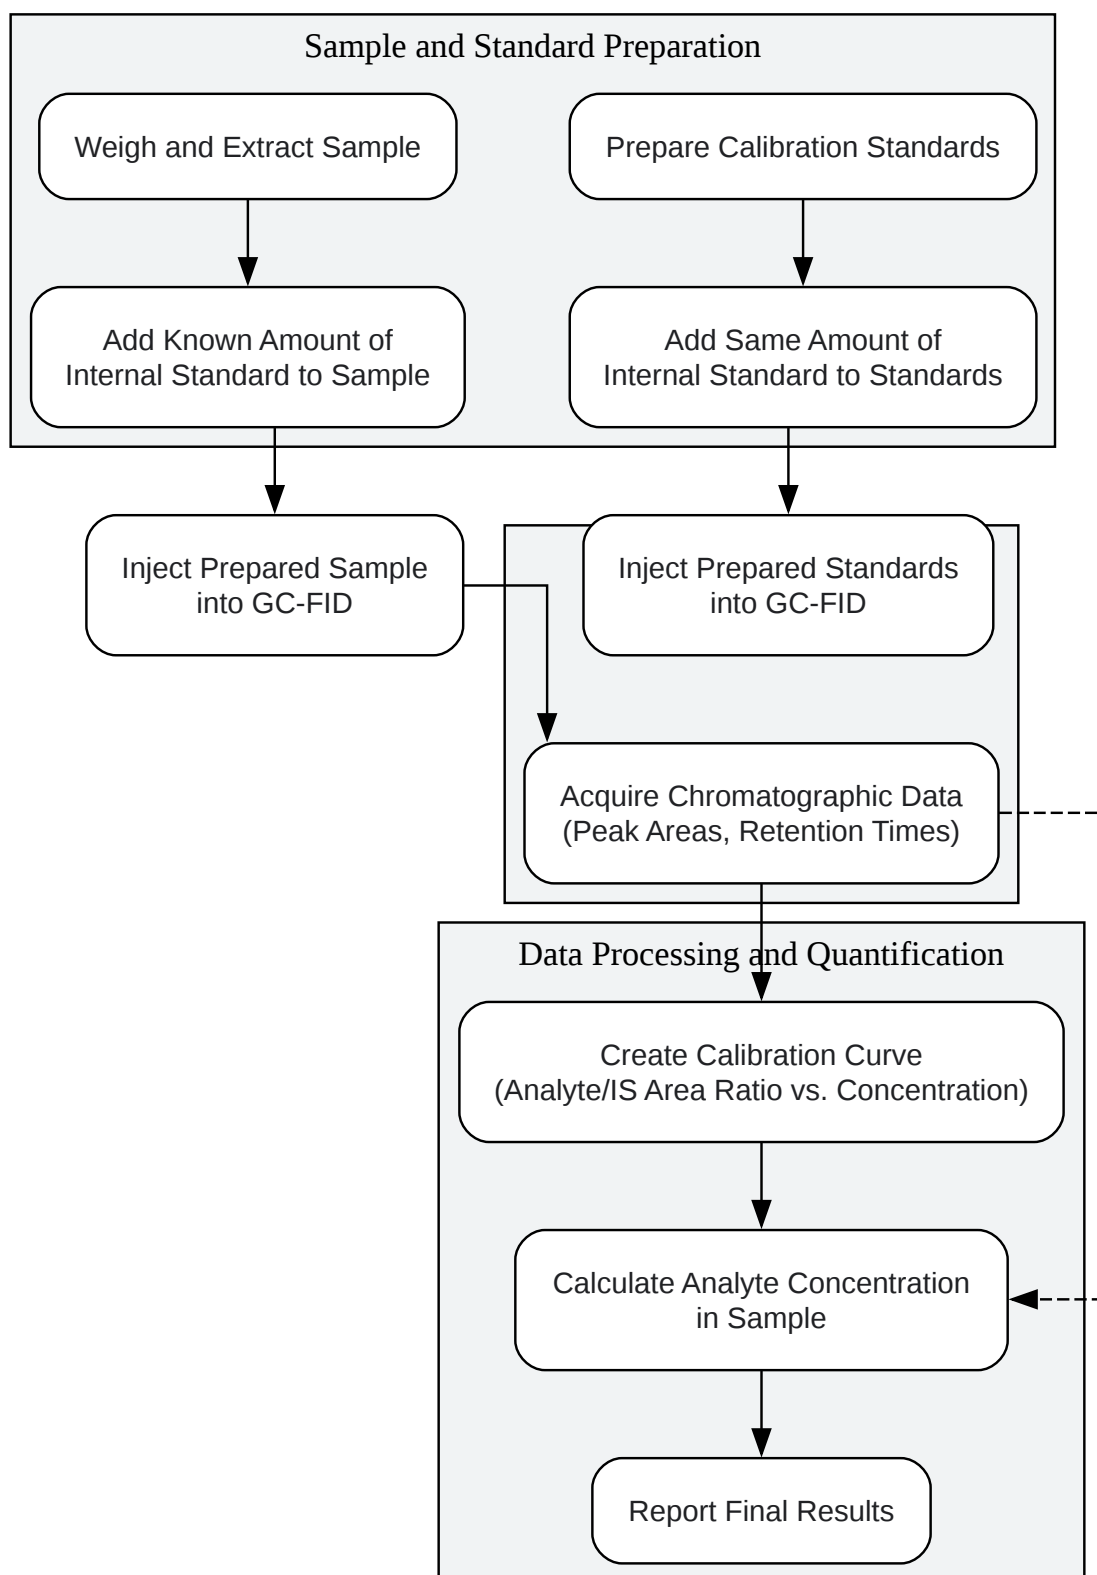 Sample and Standard Preparation
Weigh and Extract Sample
Prepare Calibration Standards
Add Known Amount of
Internal Standard to Sample
Add Same Amount of
Internal Standard to Standards
Inject Prepared Sample
into GC-FID
Inject Prepared Standards
into GC-FID
Acquire Chromatographic Data
(Peak Areas, Retention Times)
Data Processing and Quantification
Create Calibration Curve
(Analyte/IS Area Ratio vs. Concentration)
Calculate Analyte Concentration
in Sample
Report Final Results